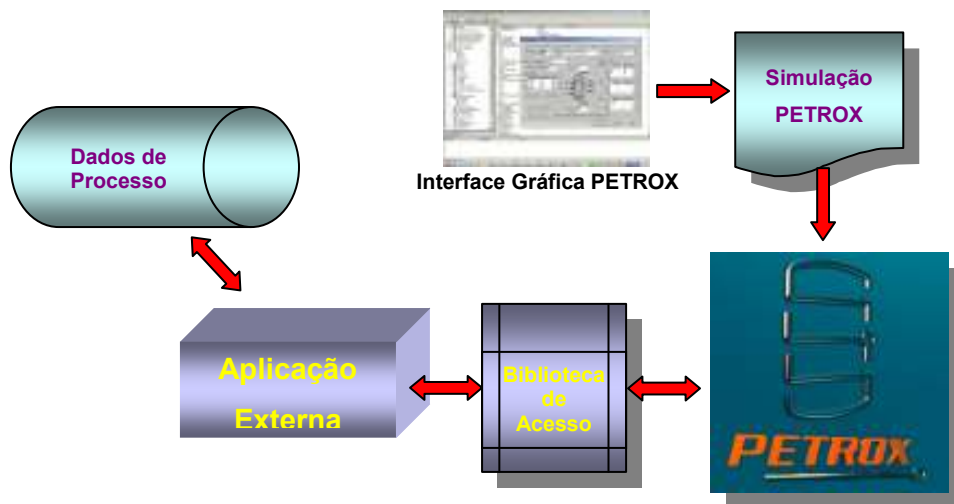 Simulação
PETROX
Dados de
Processo
Interface Gráfica PETROX
Aplicação
Externa
Biblioteca
de
Acesso
PETROX